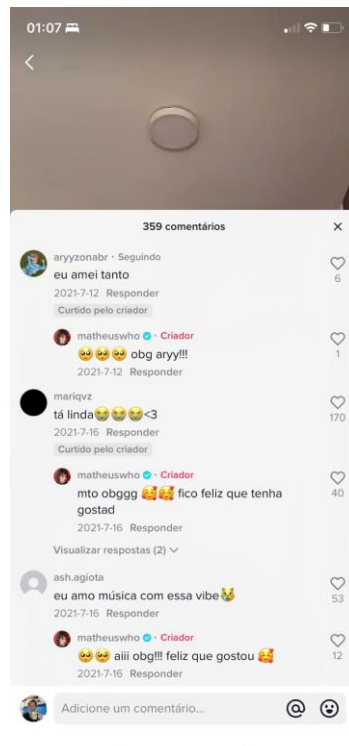 01:07
359 comentários
aryyzonabr · Seguindo
eu amei tanto
6
2021-7-12 Responder
Curtido pelo criador
matheuswho · Criador
🥺🥺🥺 obg aryy!!!
1
2021-7-12 Responder
mariqvz
tá linda😭😭😭<3
170
2021-7-16 Responder
Curtido pelo criador
matheuswho · Criador
mto obggg 🥰🥰 fico feliz que tenha
gostad
40
2021-7-16 Responder
Visualizar respostas (2)
ash.agiota
eu amo música com essa vibe😿
53
2021-7-16 Responder
matheuswho · Criador
🥺🥺 aiii obg!!! feliz que gostou 🥰
12
2021-7-16 Responder
Adicione um comentário...